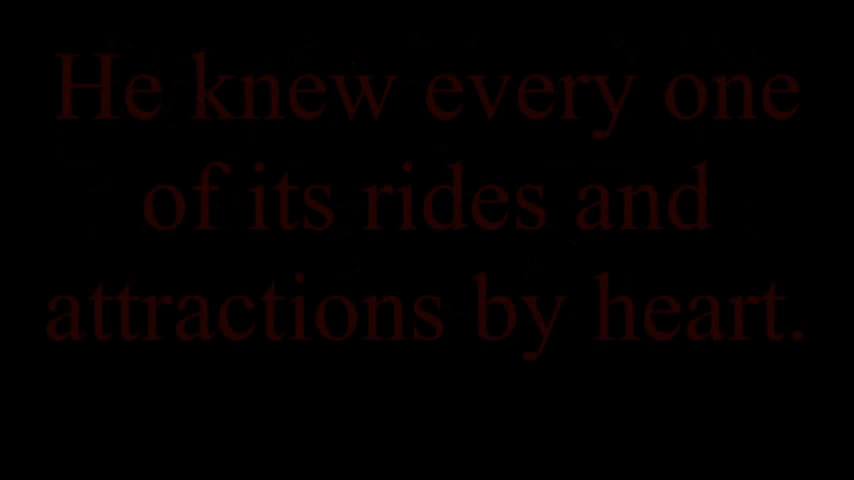 He knew every one
of its rides and
attractions by heart.